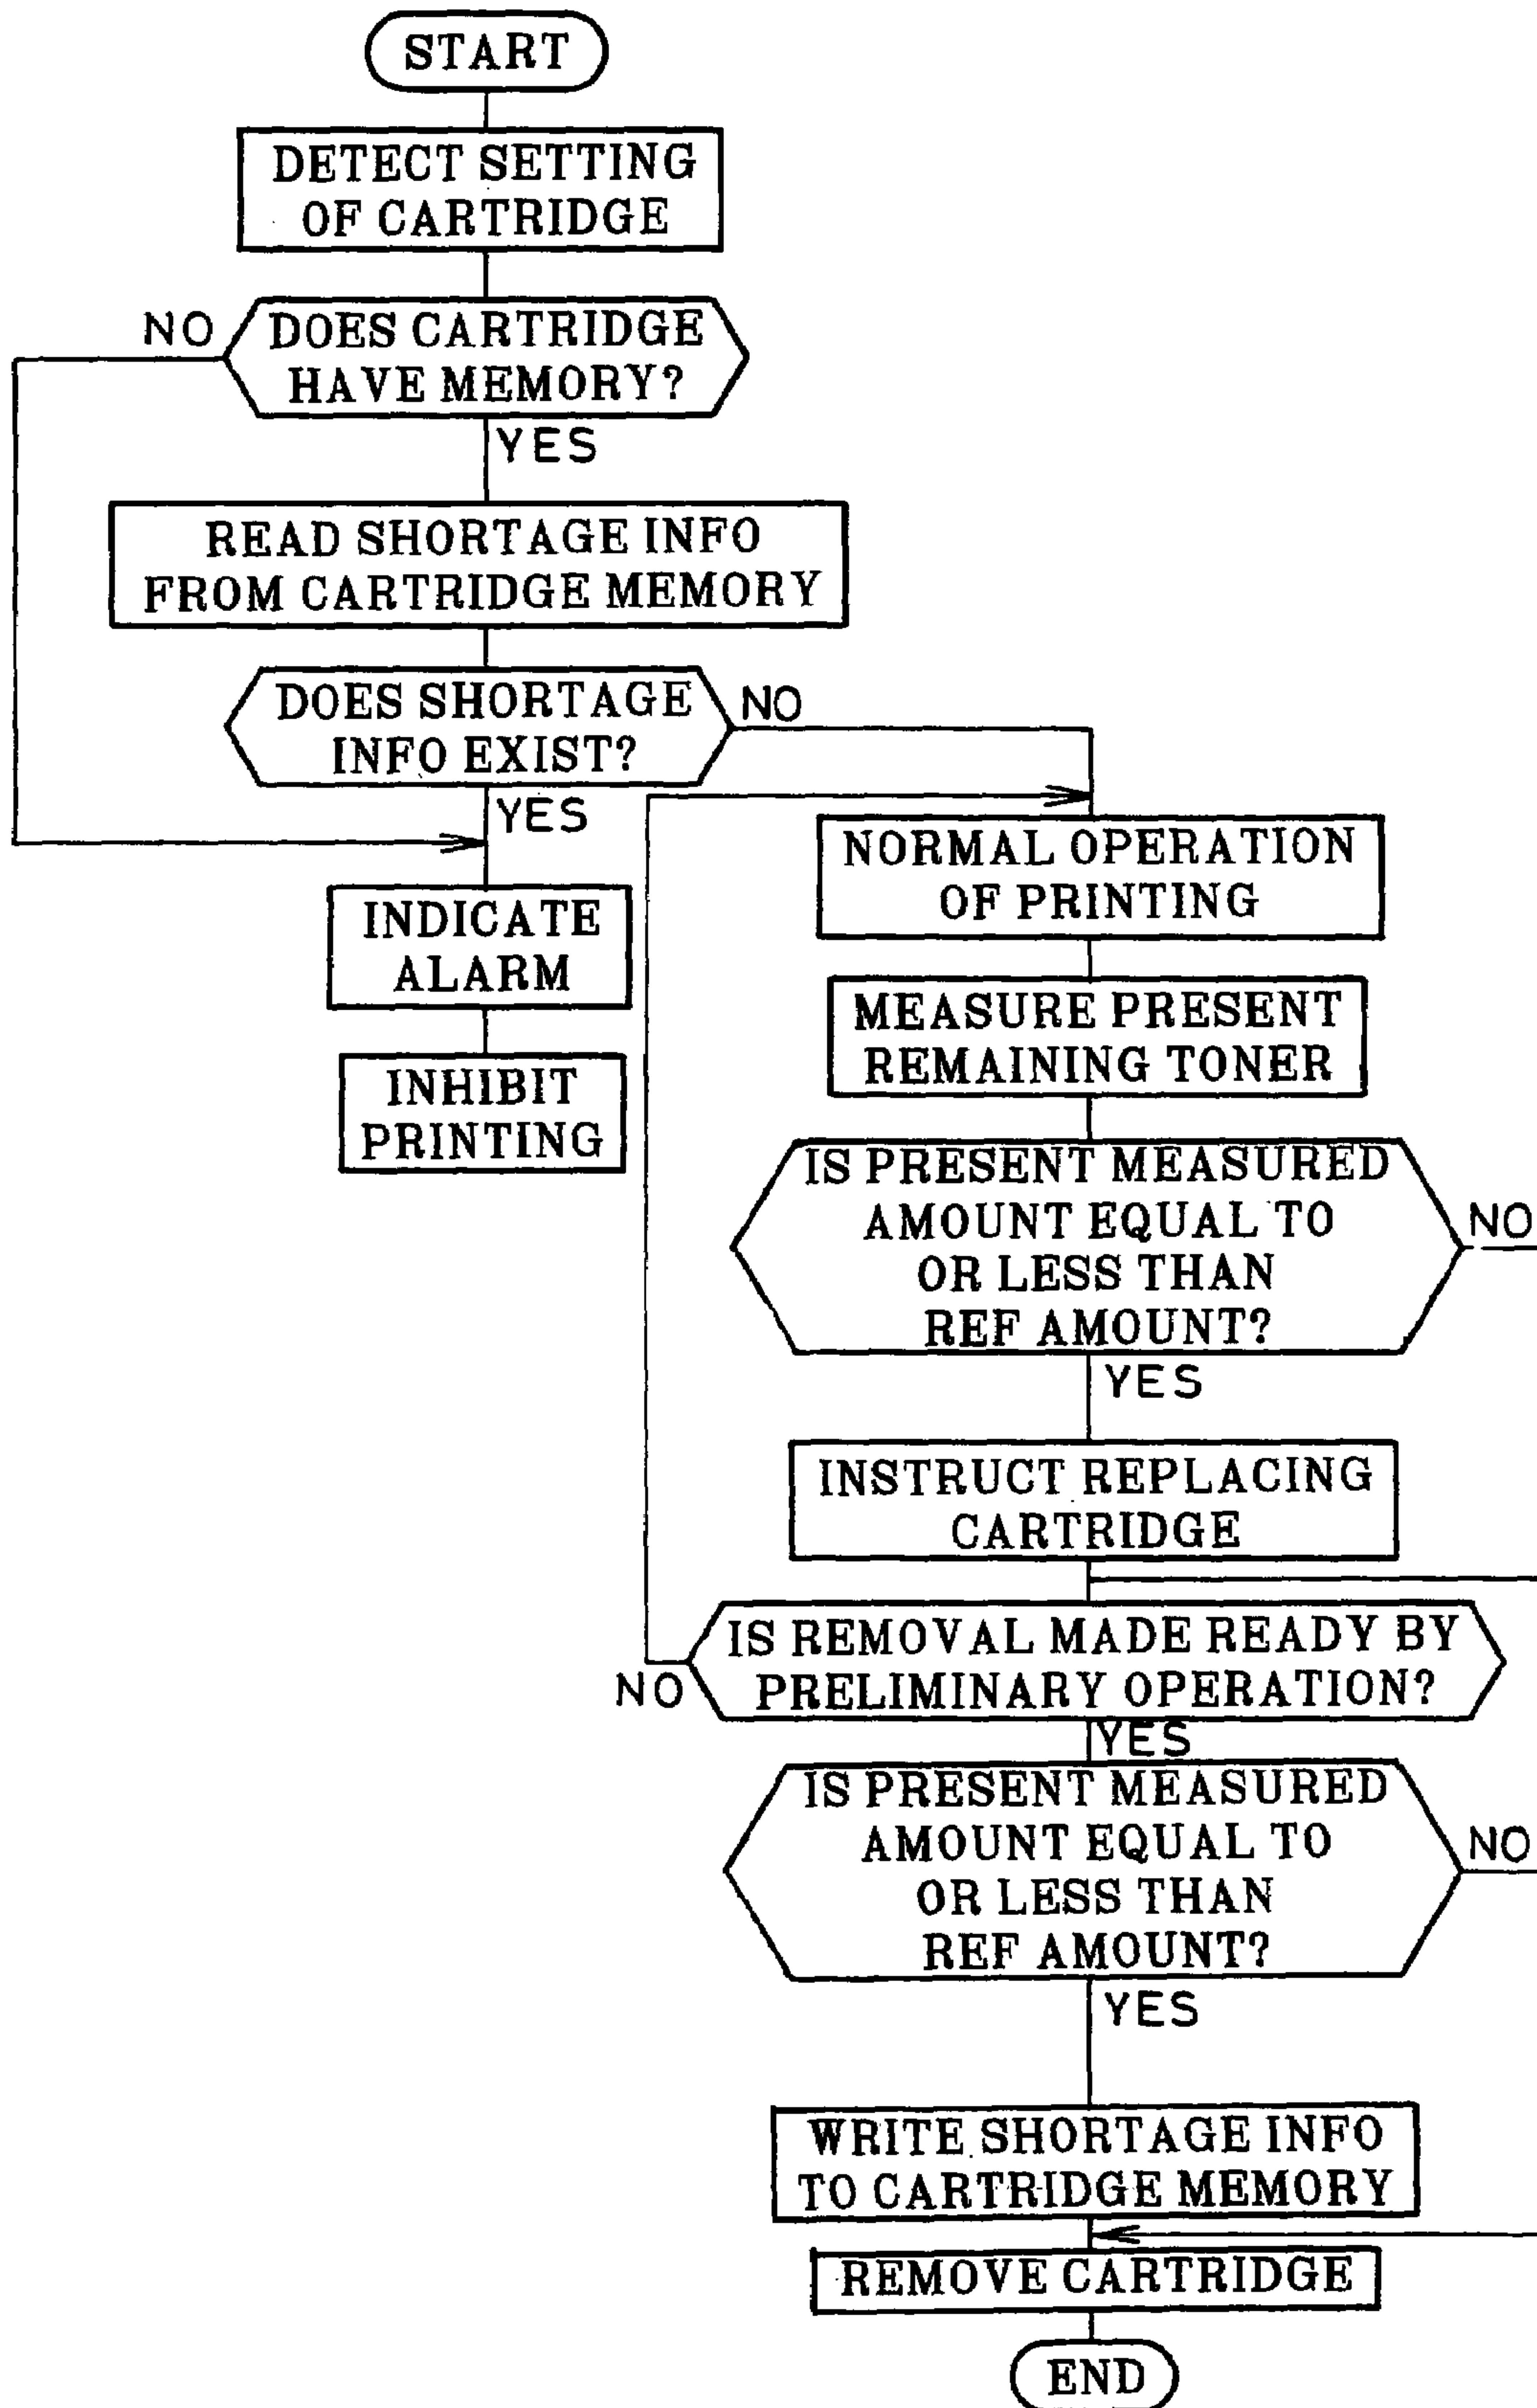 START
DETECT SETTING
OF CARTRIDGE
NO
DOES CARTRIDGE
HAVE MEMORY?
YES
READ SHORTAGE INFO
FROM CARTRIDGE MEMORY
DOES SHORTAGE
INFO EXIST?
NO
YES
INDICATE
ALARM
INHIBIT
PRINTING
NORMAL OPERATION
OF PRINTING
MEASURE PRESENT
REMAINING TONER
IS PRESENT MEASURED
AMOUNT EQUAL TO
OR LESS THAN
REF AMOUNT?
NO
YES
INSTRUCT REPLACING
CARTRIDGE
IS REMOVAL MADE READY BY
PRELIMINARY OPERATION?
NO
YES
IS PRESENT MEASURED
AMOUNT EQUAL TO
OR LESS THAN
REF AMOUNT?
NO
YES
WRITE SHORTAGE INFO
TO CARTRIDGE MEMORY
REMOVE CARTRIDGE
END